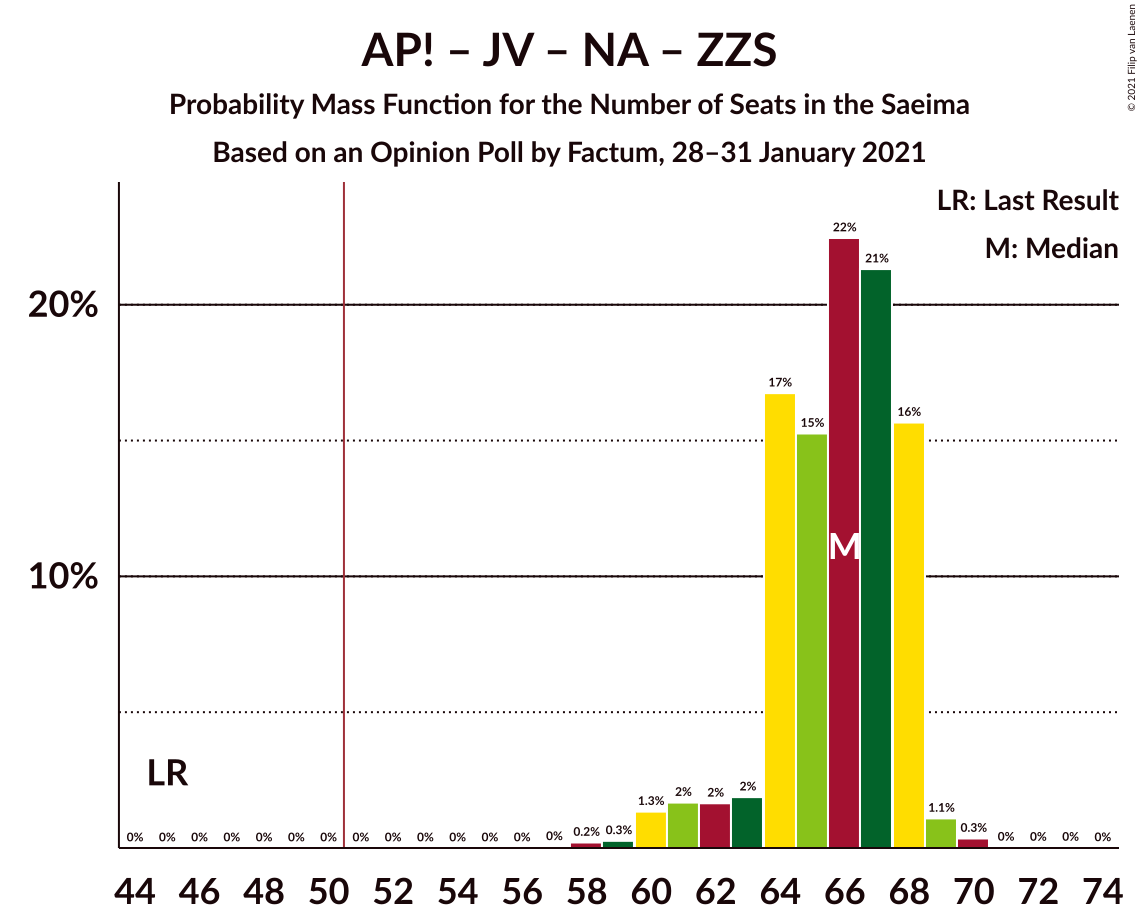 AP! – JV – NA – ZZS
Probability Mass Function for the Number of Seats in the Saeima
Based on an Opinion Poll by Factum, 28–31 January 2021
© 2021 Filip van Laenen
LR: Last Result
M: Median
22%
21%
20%
17%
16%
15%
M
10%
LR
1.3%
2%
2%
2%
1.1%
0% 0% 0% 0% 0% 0% 0% 0% 0% 0% 0% 0% 0% 0% 0.2% 0.3% 0.3% 0% 0% 0% 0%
44 46 48 50 52 54 56 58 60 62 64 66 68 70 72 74